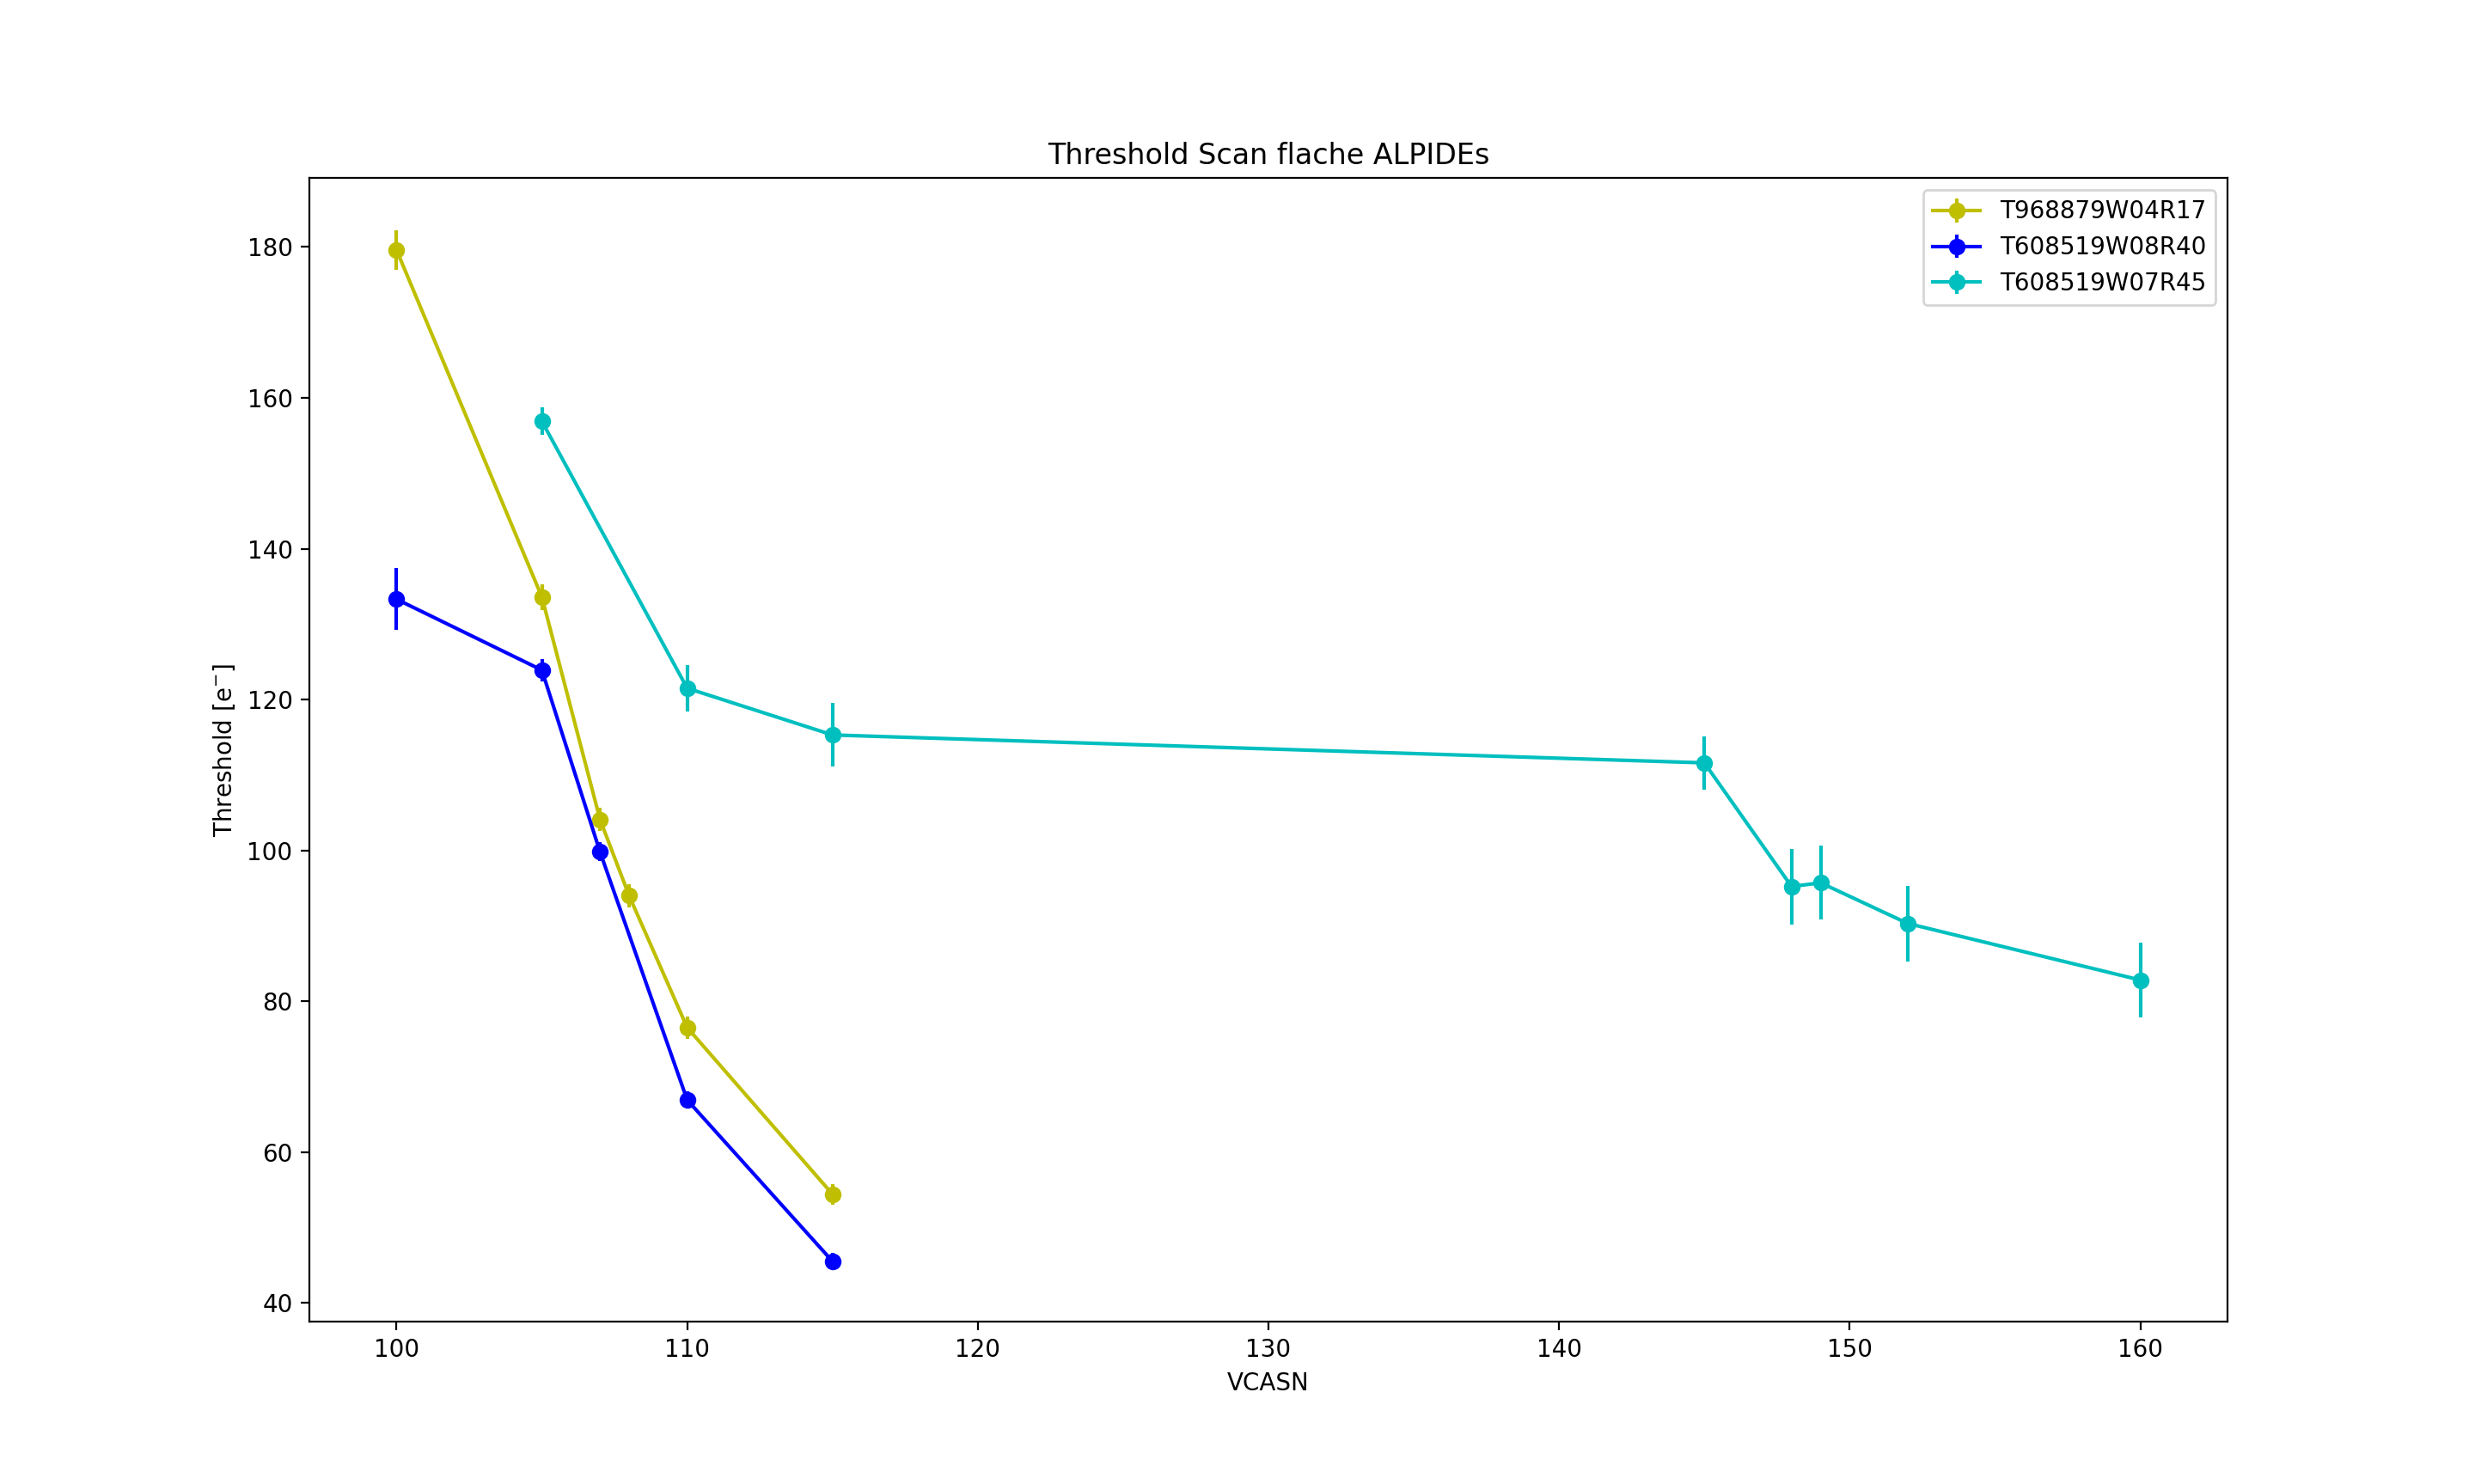 Threshold Scan flache ALPIDEs
T968879W04R17
T608519W08R40
T608519W07R45
180
160
140
120
100
80
60
40
Threshold [e⁻]
100 110 120 130 140 150 160
VCASN